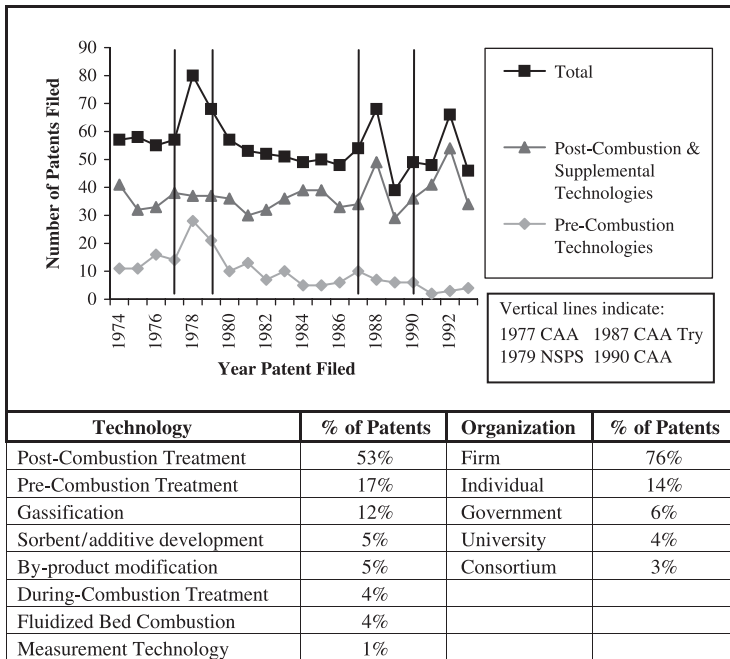 90
80
70
60
50
40
30
20
10
0
Number of Patents Filed
1974
1976
1978
1980
1982
1984
1986
1988
1990
1992
Year Patent Filed
Total
Post-Combustion &
Supplemental
Technologies
Pre-Combustion
Technologies
Vertical lines indicate:
1977 CAA 1987 CAA Try
1979 NSPS 1990 CAA
Technology % of Patents Organization % of Patents
Post-Combustion Treatment 53% Firm 76%
Pre-Combustion Treatment 17% Individual 14%
Gassification 12% Government 6%
Sorbent/additive development 5% University 4%
By-product modification 5% Consortium 3%
During-Combustion Treatment 4%
Fluidized Bed Combustion 4%
Measurement Technology 1%